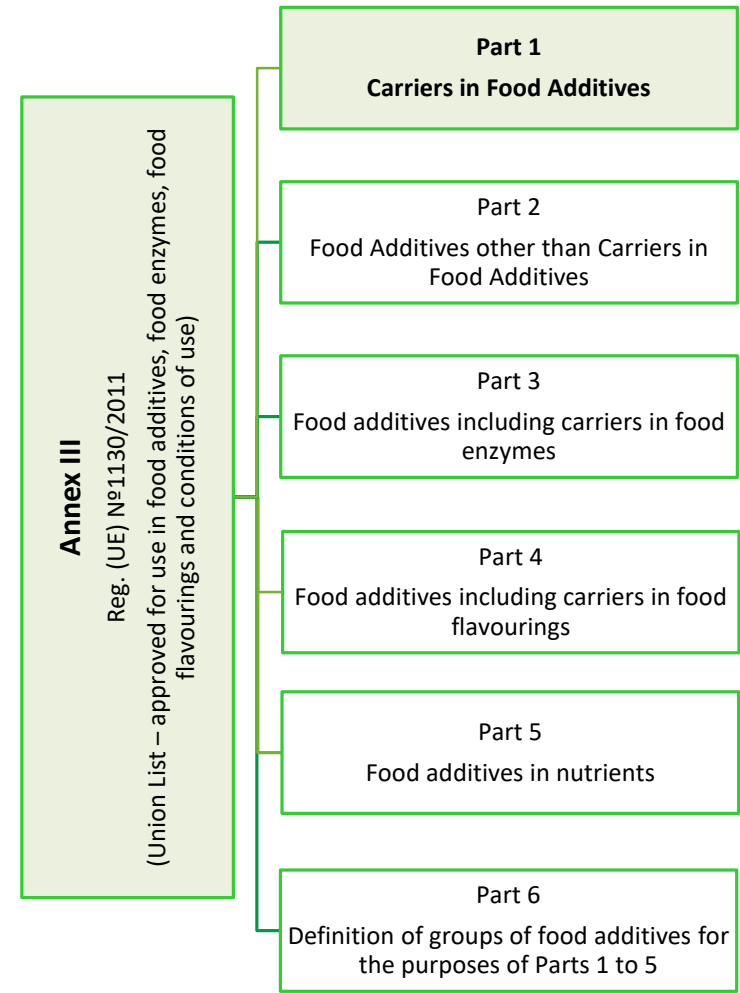 Annex III
Reg. (UE) Nº1130/2011
(Union List – approved for use in food additives, food enzymes, food
flavourings and conditions of use)
Part 1
Carriers in Food Additives
Part 2
Food Additives other than Carriers in
Food Additives
Part 3
Food additives including carriers in food
enzymes
Part 4
Food additives including carriers in food
flavourings
Part 5
Food additives in nutrients
Part 6
Definition of groups of food additives for
the purposes of Parts 1 to 5